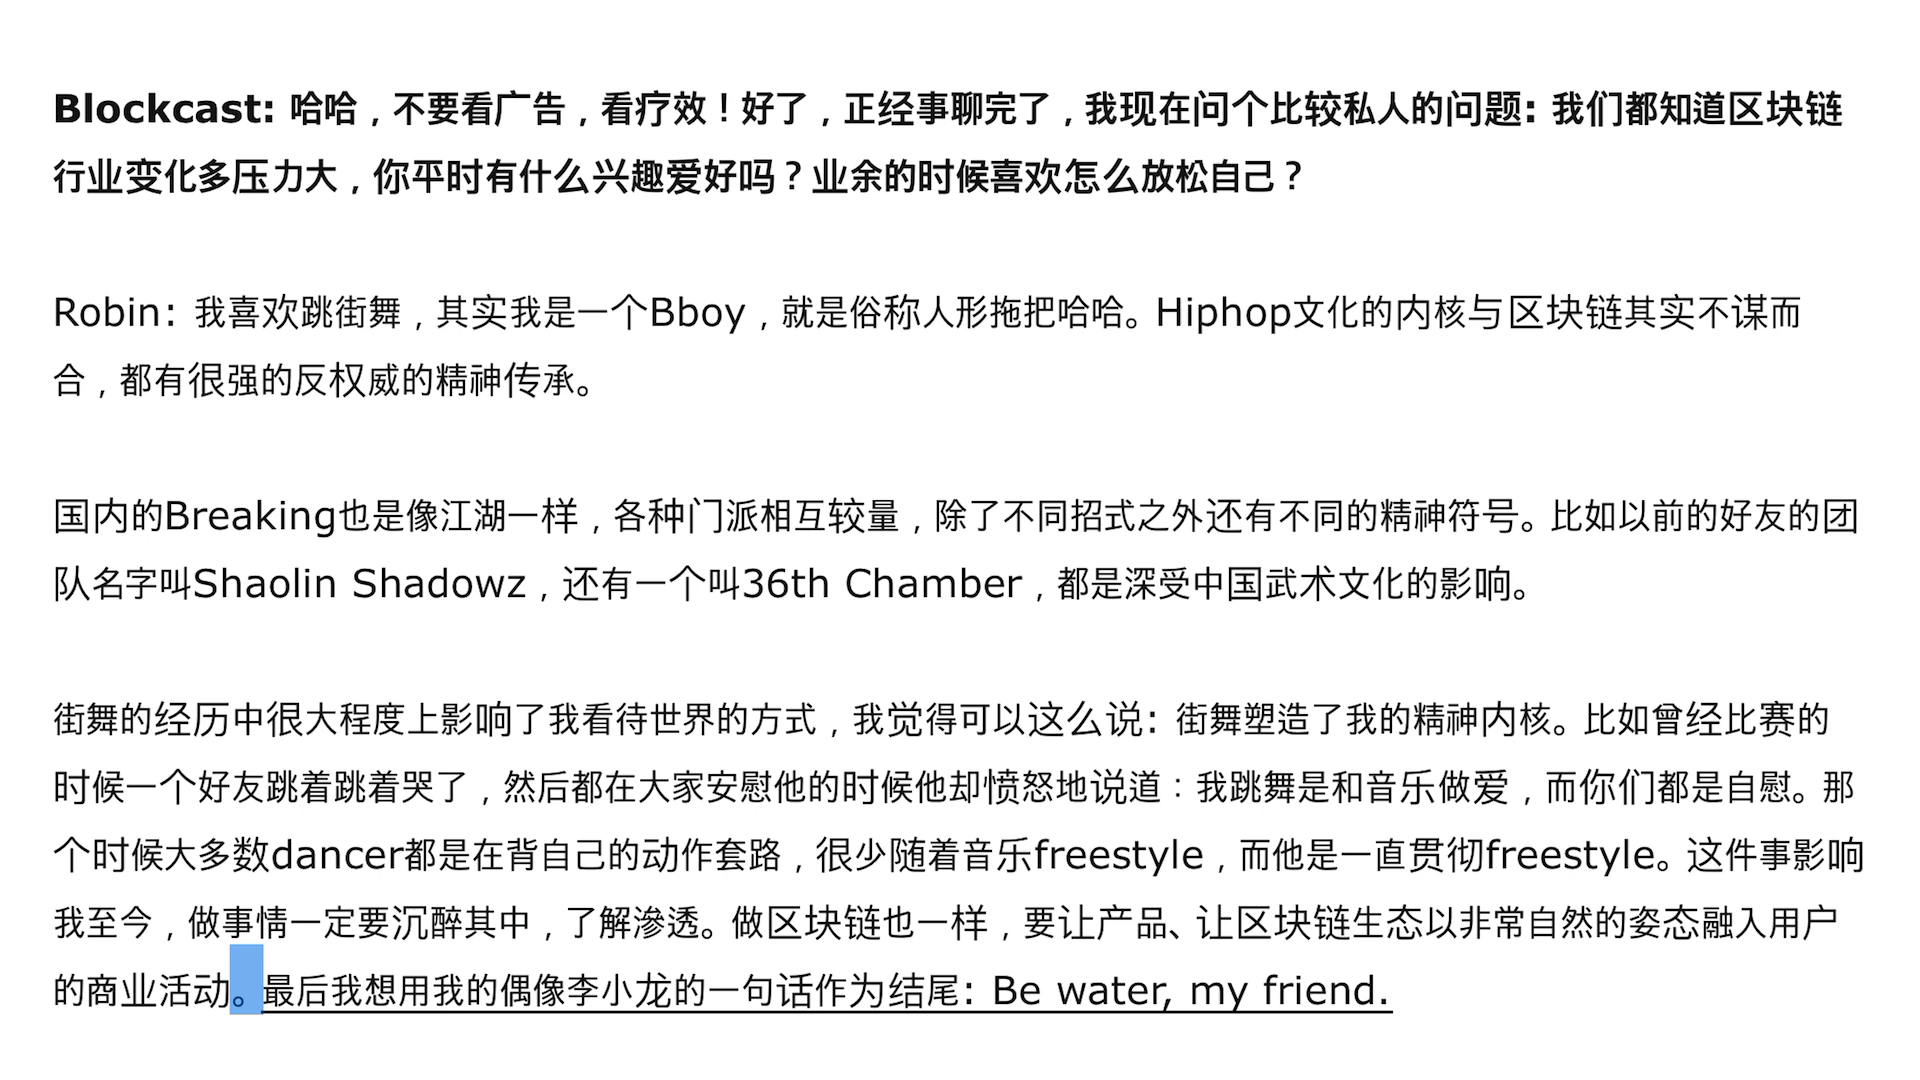 Blockcast: 哈哈，不要看广告，看疗效！好了，正经事聊完了，我现在问个比较私人的问题: 我们都知道区块链
行业变化多压力大，你平时有什么兴趣爱好吗？业余的时候喜欢怎么放松自己？
Robin: 我喜欢跳街舞，其实我是一个Bboy，就是俗称人形拖把哈哈。Hiphop文化的内核与区块链其实不谋而
合，都有很强的反权威的精神传承。
国内的Breaking也是像江湖一样，各种门派相互较量，除了不同招式之外还有不同的精神符号。比如以前的好友的团
队名字叫Shaolin Shadowz，还有一个叫36th Chamber，都是深受中国武术文化的影响。
街舞的经历中很大程度上影响了我看待世界的方式，我觉得可以这么说: 街舞塑造了我的精神内核。比如曾经比赛的
时候一个好友跳着跳着哭了，然后都在大家安慰他的时候他却愤怒地说道：我跳舞是和音乐做爱，而你们都是自慰。那
个时候大多数dancer都是在背自己的动作套路，很少随着音乐freestyle，而他是一直贯彻freestyle。这件事影响
我至今，做事情一定要沉醉其中，了解滲透。做区块链也一样，要让产品、让区块链生态以非常自然的姿态融入用户
的商业活动。最后我想用我的偶像李小龙的一句话作为结尾: Be water, my friend.